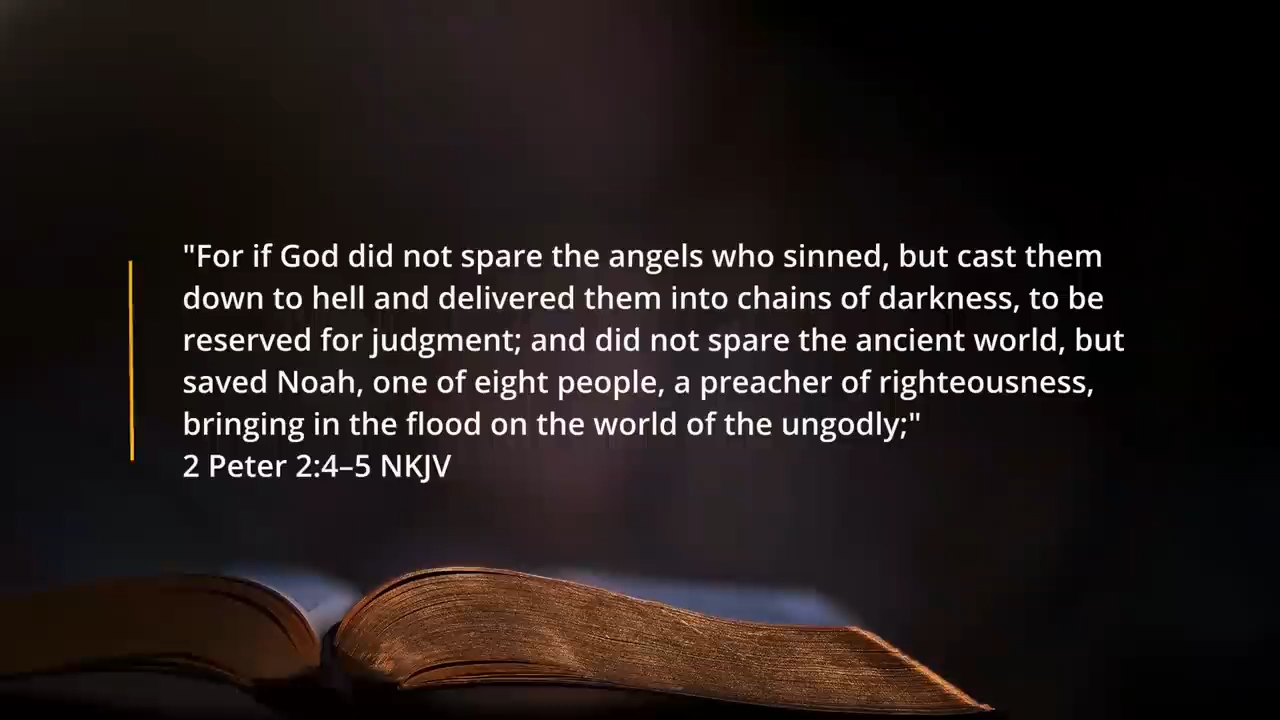 "For if God did not spare the angels who sinned, but cast them
down to hell and delivered them into chains of darkness, to be
reserved for judgment; and did not spare the ancient world, but
saved Noah, one of eight people, a preacher of righteousness,
bringing in the flood on the world of the ungodly;"
2 Peter 2:4–5 NKJV